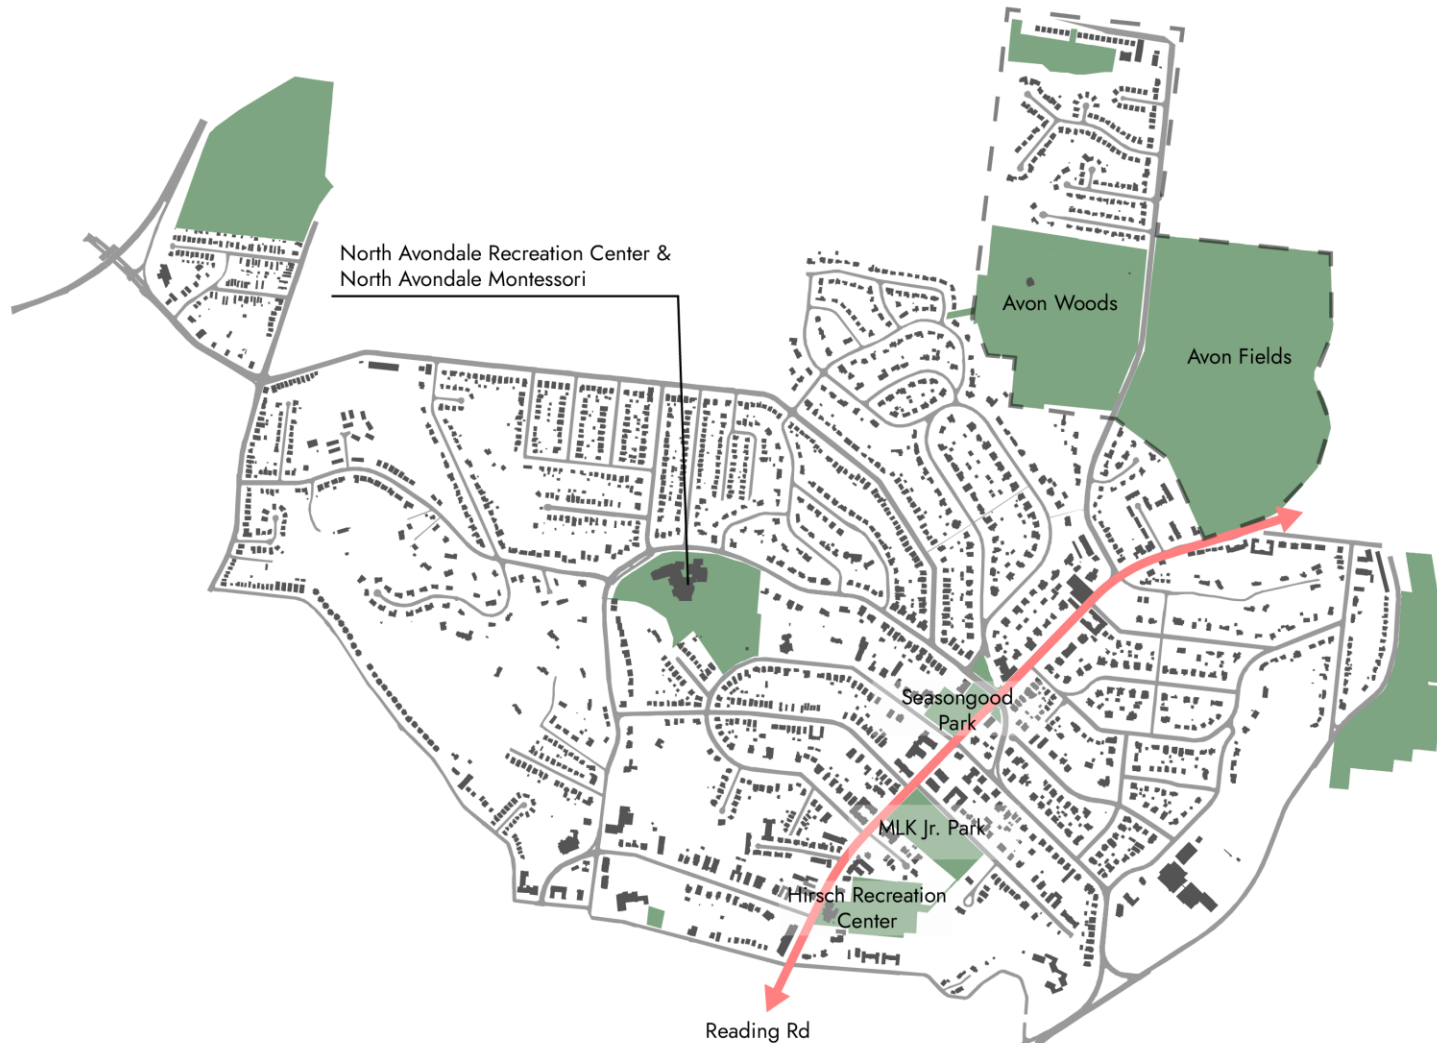 North Avondale Recreation Center &
North Avondale Montessori
Avon Woods
Avon Fields
Seasongood
Park
MLK Jr. Park
Hirsch Recreation
Center
Reading Rd